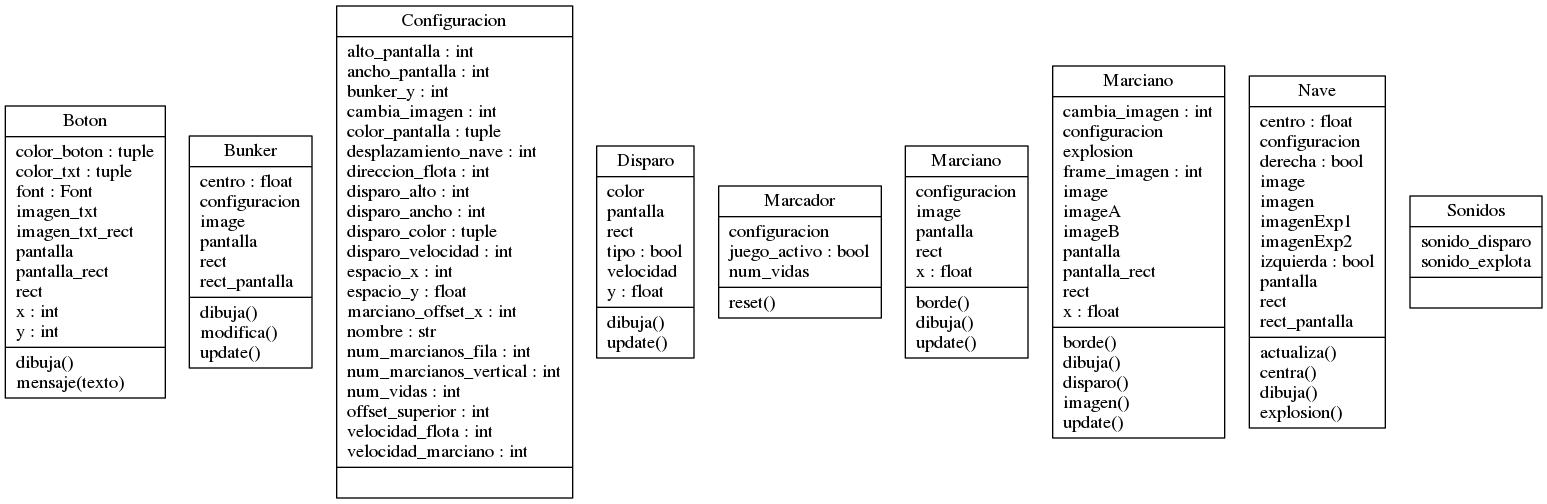 Boton
color_boton : tuple
color_txt : tuple
font : Font
imagen_txt
imagen_txt_rect
pantalla
pantalla_rect
rect
x : int
y : int
dibuja()
mensaje(texto)
Bunker
centro : float
configuracion
image
pantalla
rect
rect_pantalla
dibuja()
modifica()
update()
Configuracion
alto_pantalla : int
ancho_pantalla : int
bunker_y : int
cambia_imagen : int
color_pantalla : tuple
desplazamiento_nave : int
direccion_flota : int
disparo_alto : int
disparo_ancho : int
disparo_color : tuple
disparo_velocidad : int
espacio_x : int
espacio_y : float
marciano_offset_x : int
nombre : str
num_marcianos_fila : int
num_marcianos_vertical : int
num_vidas : int
offset_superior : int
velocidad_flota : int
velocidad_marciano : int
Disparo
color
pantalla
rect
tipo : bool
velocidad
y : float
dibuja()
update()
Marcador
configuracion
juego_activo : bool
num_vidas
reset()
Marciano
configuracion
image
pantalla
rect
x : float
borde()
dibuja()
update()
Marciano
cambia_imagen : int
configuracion
explosion
frame_imagen : int
image
imageA
imageB
pantalla
pantalla_rect
rect
x : float
borde()
dibuja()
disparo()
imagen()
update()
Nave
centro : float
configuracion
derecha : bool
image
imagen
imagenExp1
imagenExp2
izquierda : bool
pantalla
rect
rect_pantalla
actualiza()
centra()
dibuja()
explosion()
Sonidos
sonido_disparo
sonido_explota